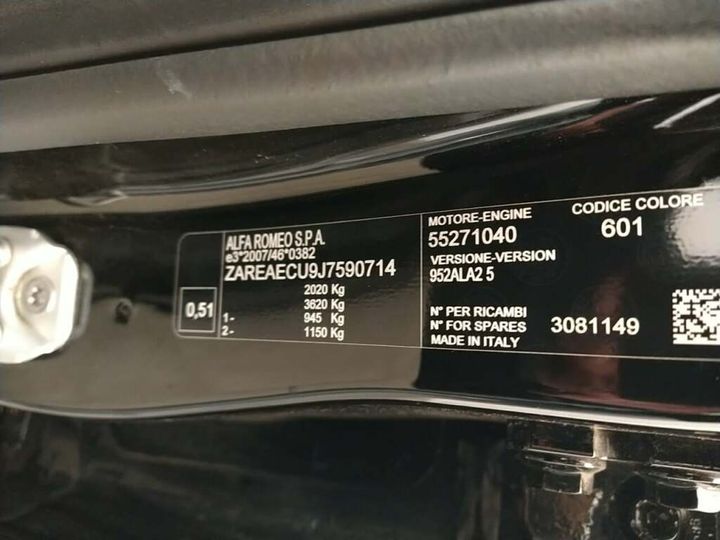 ALFA ROMEO S.P.A.
e3*2007/46*0382
ZAREAECU9J7590714
2020 Kg
3620 Kg
1- 945 Kg
2- 1150 Kg
0,51
MOTORE-ENGINE
55271040
VERSIONE-VERSION
952ALA2 5
N° PER RICAMBI
N° FOR SPARES 3081149
MADE IN ITALY
CODICE COLORE
601